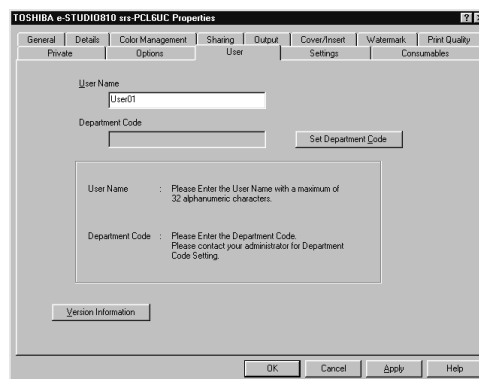 TOSHIBA e-STUDIO810 srs-PCL6UC Properties
General Details Color Management Sharing Output Cover/Insert Watermark Print Quality
Private Options User Settings Consumables
User Name
User01
Department Code
Set Department Code
User Name : Please Enter the User Name with a maximum of
32 alphanumeric characters.
Department Code : Please Enter the Department Code.
Please contact your administrator for Department
Code Setting.
Version Information
OK Cancel Apply Help